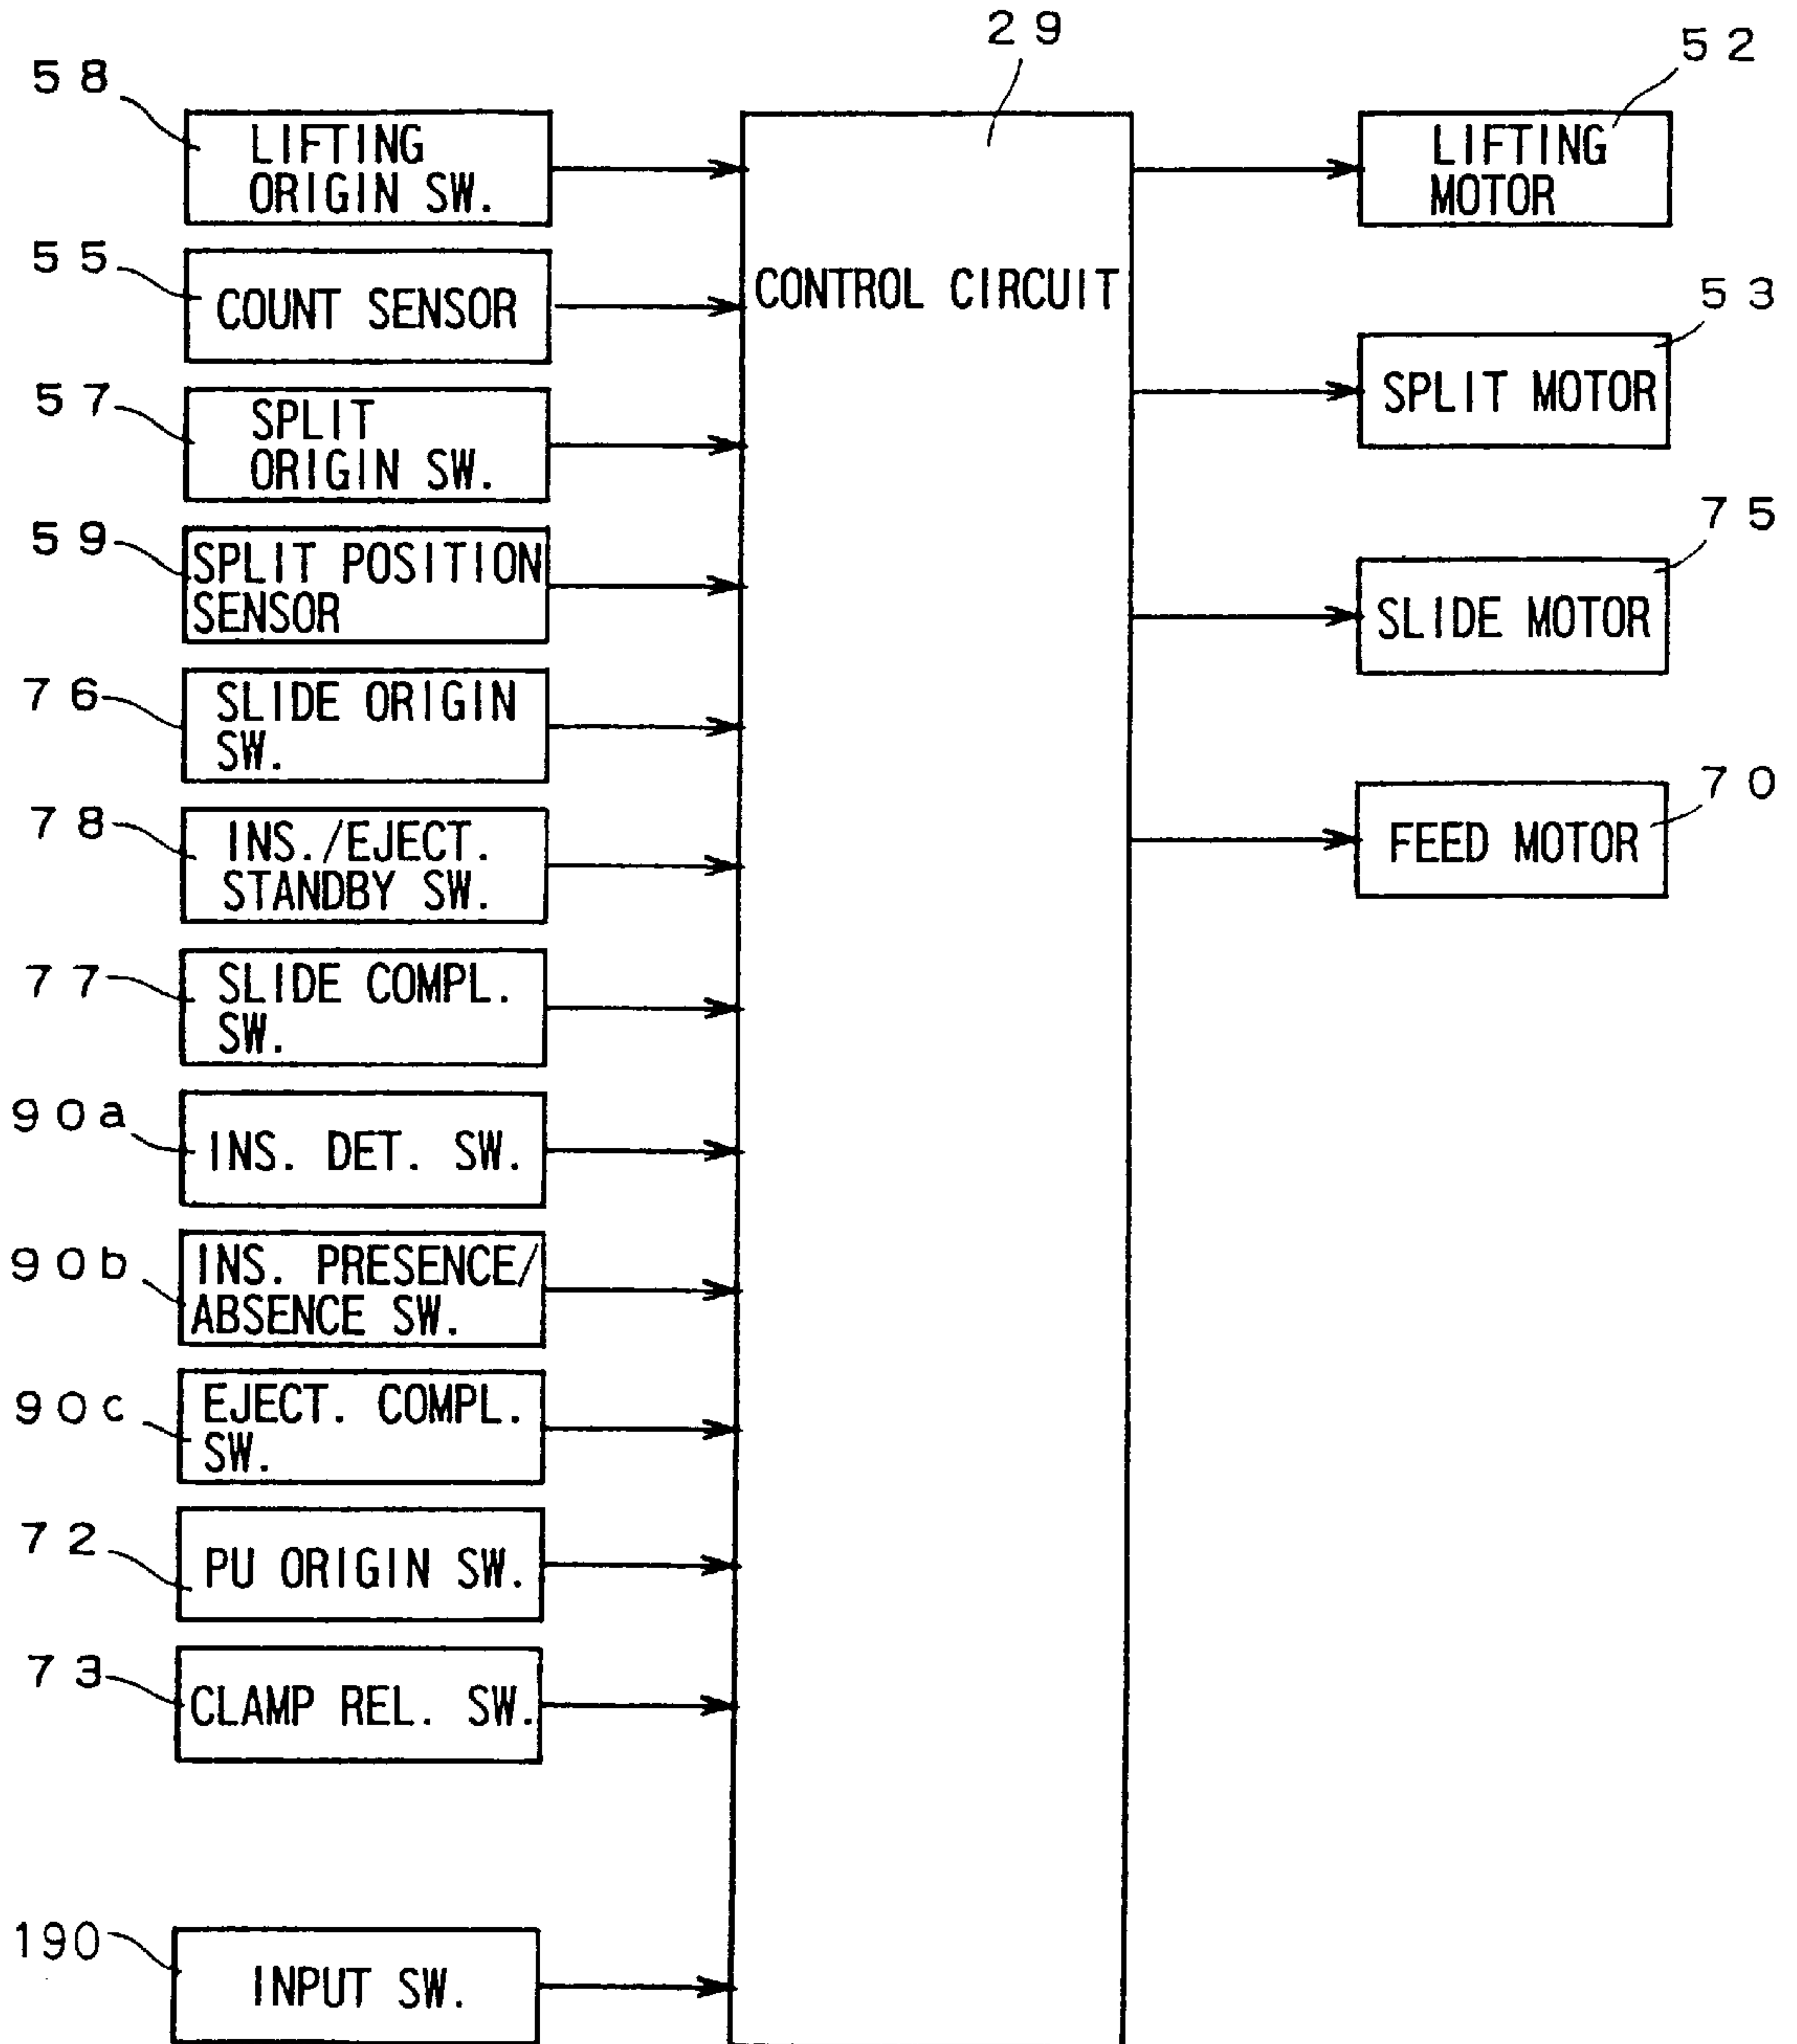 29
52
58
LIFTING
ORIGIN SW.
LIFTING
MOTOR
55
COUNT SENSOR
CONTROL CIRCUIT
53
57
SPLIT
ORIGIN SW.
SPLIT MOTOR
59
SPLIT POSITION
SENSOR
75
SLIDE MOTOR
76
SLIDE ORIGIN
SW.
78
INS./EJECT.
STANDBY SW.
70
FEED MOTOR
77
SLIDE COMPL.
SW.
90a
INS. DET. SW.
90b
INS. PRESENCE/
ABSENCE SW.
90c
EJECT. COMPL.
SW.
72
PU ORIGIN SW.
73
CLAMP REL. SW.
190
INPUT SW.